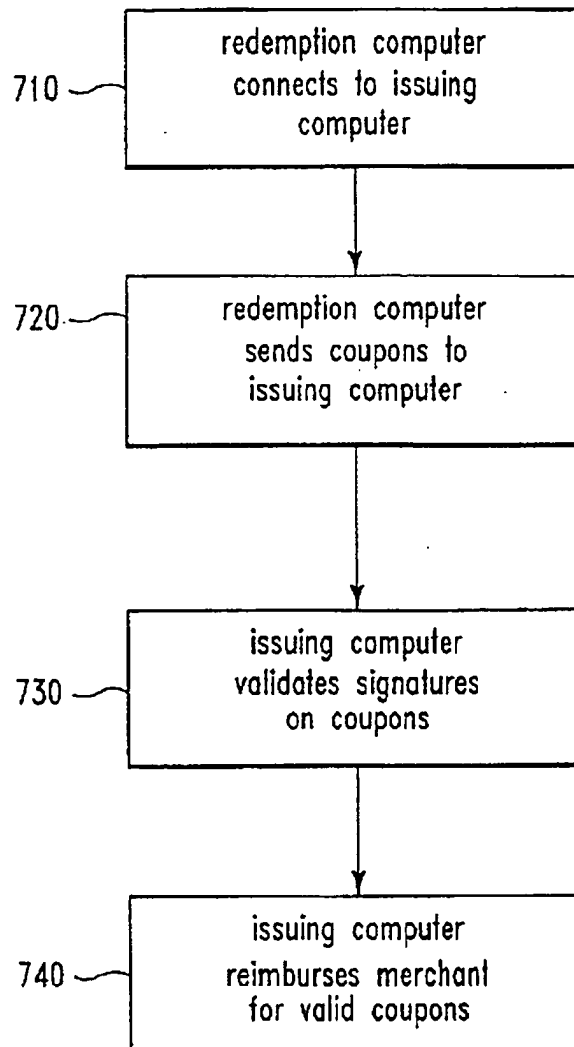 710
redemption computer
connects to issuing
computer
720
redemption computer
sends coupons to
issuing computer
730
issuing computer
validates signatures
on coupons
740
issuing computer
reimburses merchant
for valid coupons